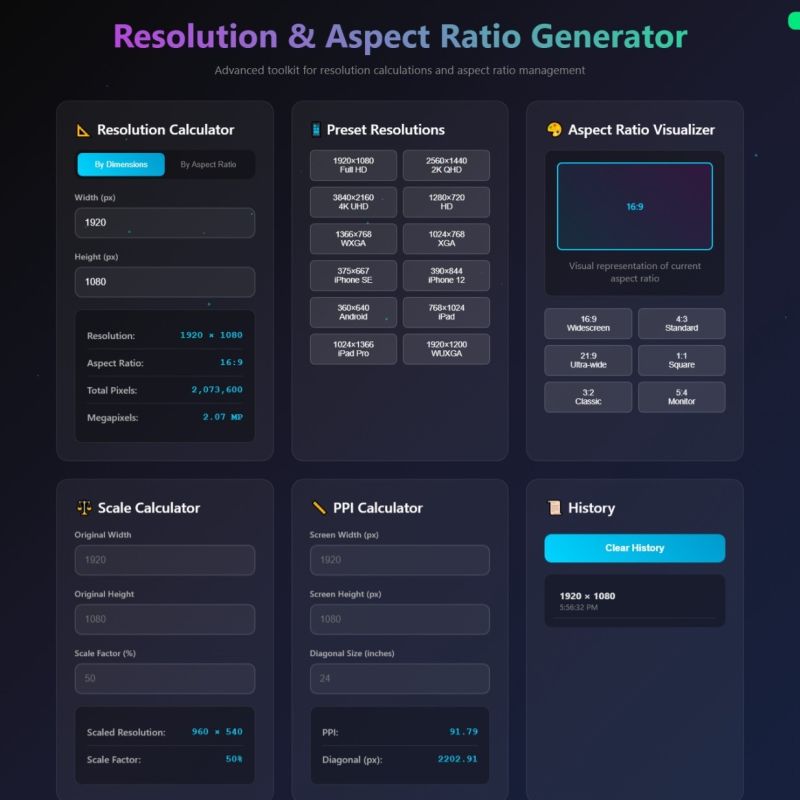 Resolution & Aspect Ratio Generator
Advanced toolkit for resolution calculations and aspect ratio management
Resolution Calculator
By Dimensions
By Aspect Ratio
Width (px)
1920
Height (px)
1080
Resolution: 1920 × 1080
Aspect Ratio: 16:9
Total Pixels: 2,073,600
Megapixels: 2.07 MP
Preset Resolutions
1920×1080
Full HD
2560×1440
2K QHD
3840×2160
4K UHD
1280×720
HD
1366×768
WXGA
1024×768
XGA
375×667
iPhone SE
390×844
iPhone 12
360×640
Android
768×1024
iPad
1024×1366
iPad Pro
1920×1200
WUXGA
Aspect Ratio Visualizer
16:9
Visual representation of current
aspect ratio
16:9
Widescreen
4:3
Standard
21:9
Ultra-wide
1:1
Square
3:2
Classic
5:4
Monitor
Scale Calculator
Original Width
1920
Original Height
1080
Scale Factor (%)
50
Scaled Resolution: 960 × 540
Scale Factor: 50%
PPI Calculator
Screen Width (px)
1920
Screen Height (px)
1080
Diagonal Size (inches)
24
PPI: 91.79
Diagonal (px): 2202.91
History
Clear History
1920 × 1080
5:56:32 PM